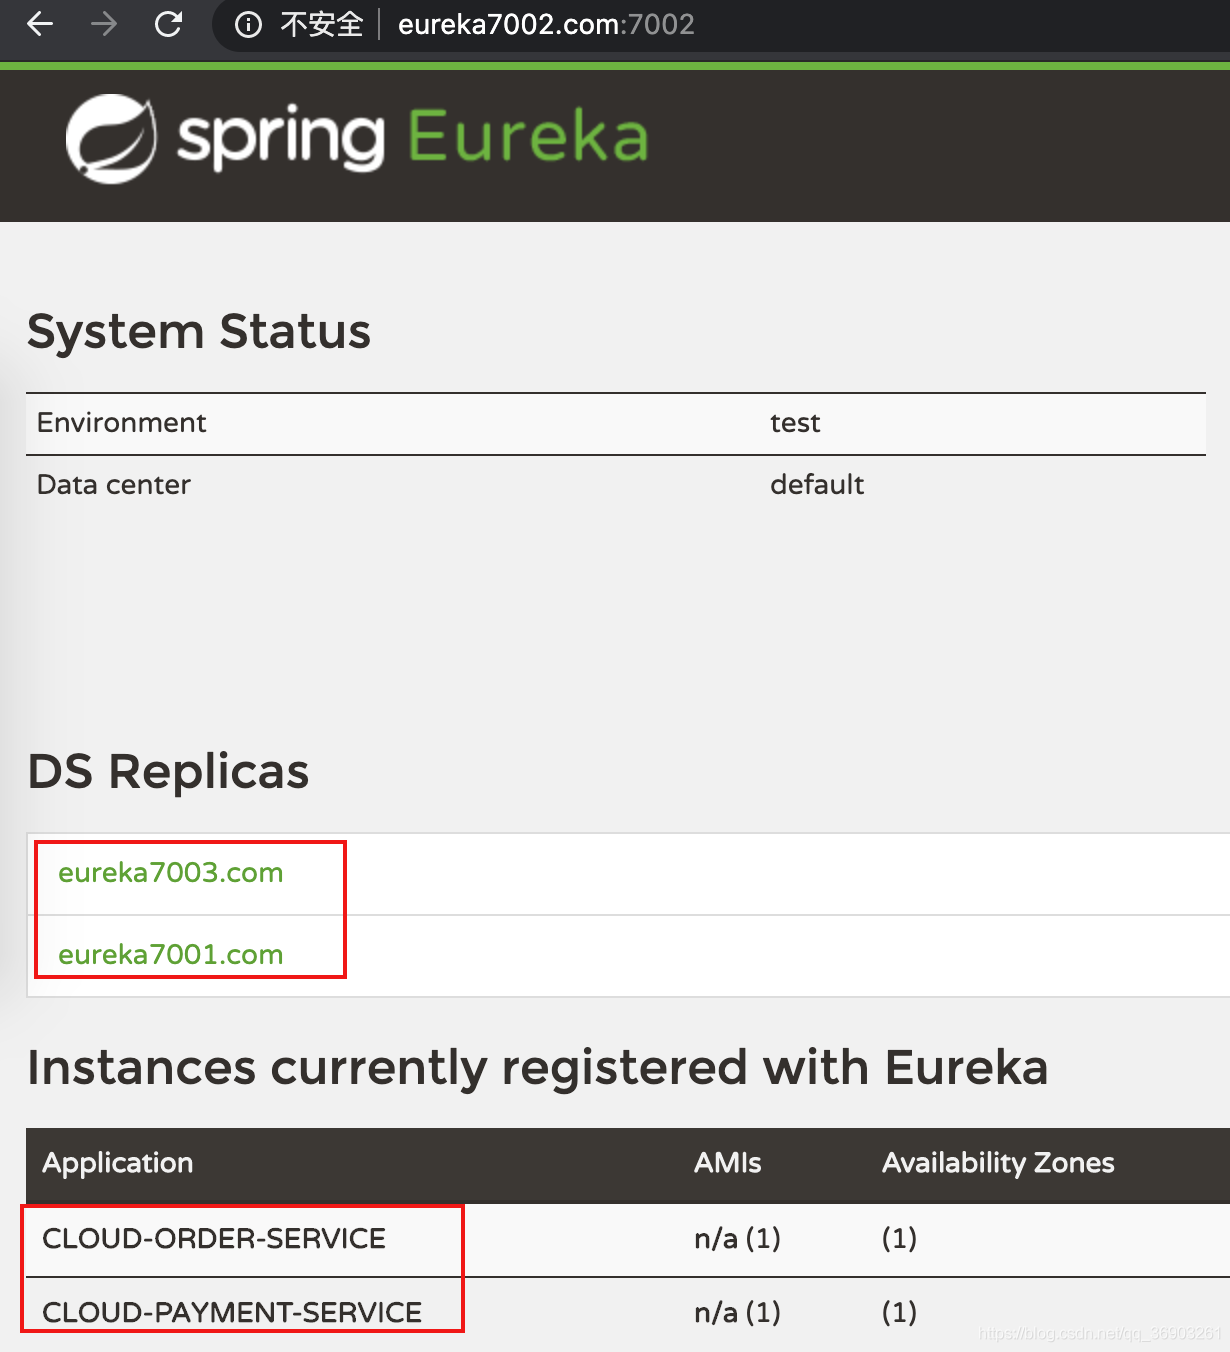 不安全 eureka7002.com:7002
spring Eureka
System Status
Environment test
Data center default
DS Replicas
eureka7003.com
eureka7001.com
Instances currently registered with Eureka
Application AMIs Availability Zones
CLOUD-ORDER-SERVICE n/a (1) (1)
CLOUD-PAYMENT-SERVICE n/a (1) (1)
https://blog.csdn.net/qq_36903261